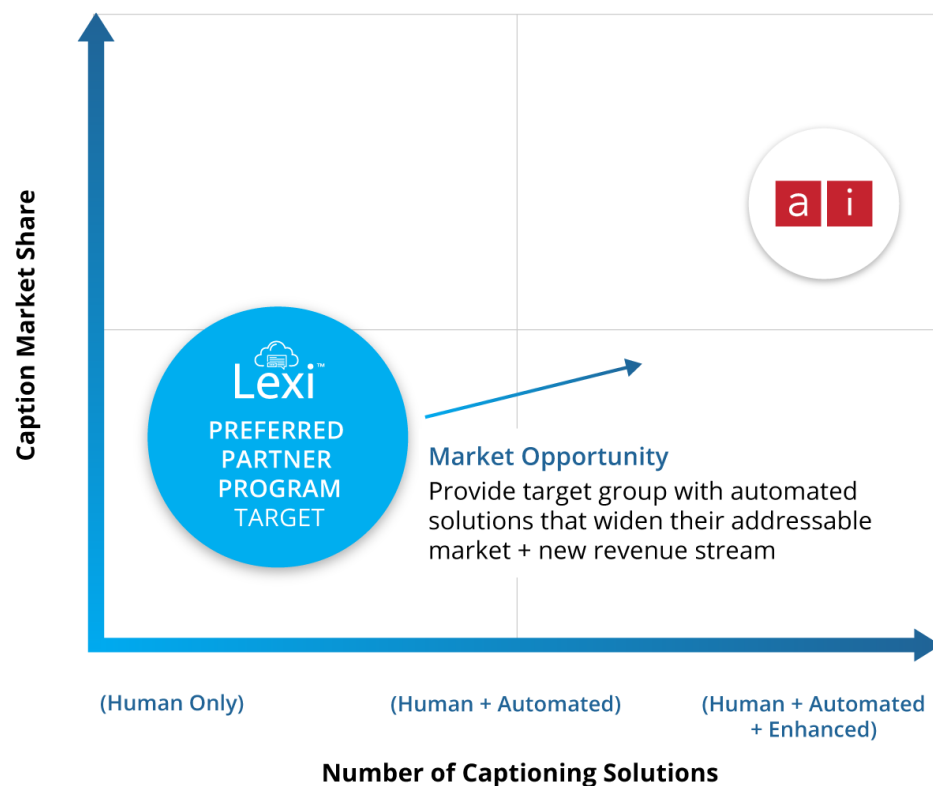 Caption Market Share
ai
Lexi™
PREFERRED
PARTNER
PROGRAM
TARGET
Market Opportunity
Provide target group with automated
solutions that widen their addressable
market + new revenue stream
(Human Only)
(Human + Automated)
(Human + Automated
+ Enhanced)
Number of Captioning Solutions